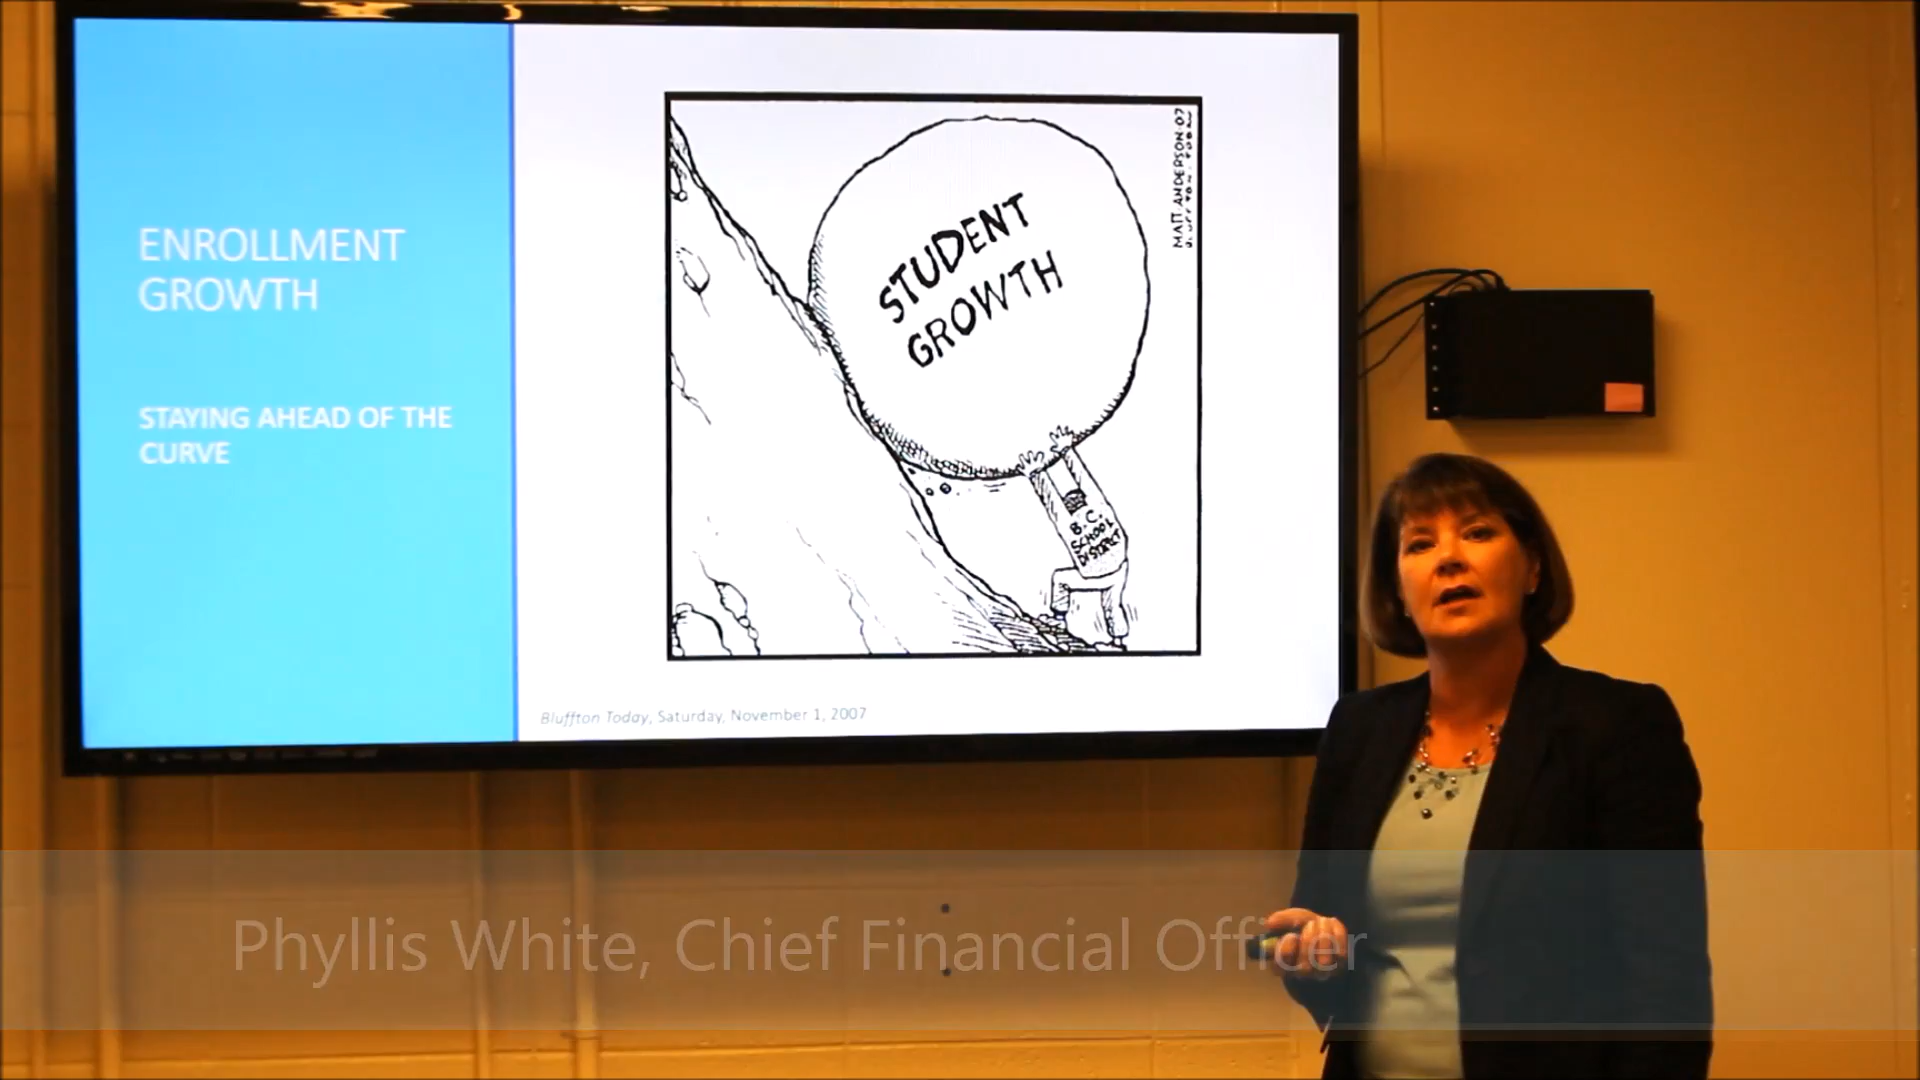 ENROLLMENT
GROWTH
STAYING AHEAD OF THE
CURVE
STUDENT
GROWTH
B.C.
SCHOOL
DISTRICT
MATT ANDERSON-07
Bluffton Today, Saturday, November 1, 2007
Phyllis White, Chief Financial Officer